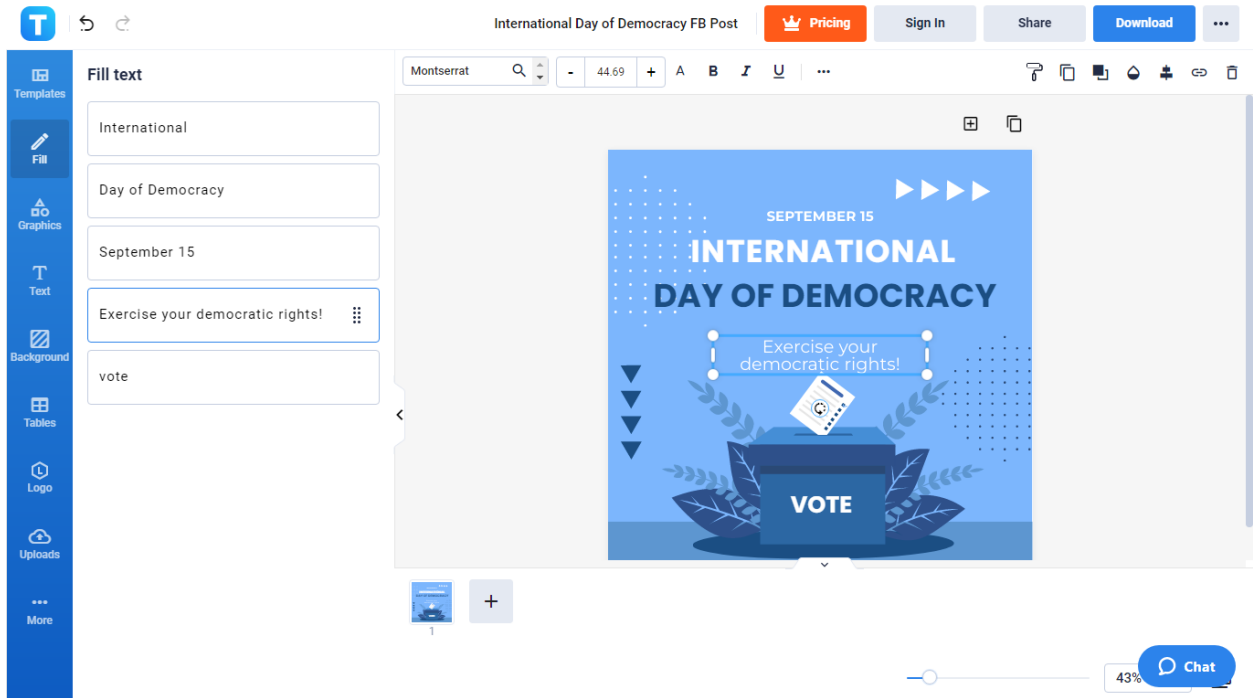 International Day of Democracy FB Post
Pricing
Sign In
Share
Download
Templates
Fill
Graphics
Text
Background
Tables
Logo
Uploads
More
Fill text
International
Day of Democracy
September 15
Exercise your democratic rights!
vote
Montserrat
- 44.69 +
A B I U
SEPTEMBER 15
INTERNATIONAL
DAY OF DEMOCRACY
Exercise your
democratic rights!
VOTE
1
43%
Chat